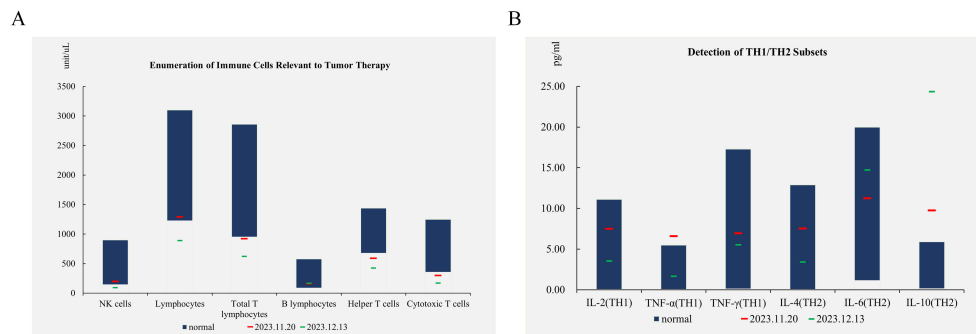 A
unit/uL
Enumeration of Immune Cells Relevant to Tumor Therapy
3500
3000
2500
2000
1500
1000
500
0
NK cells Lymphocytes Total T lymphocytes B lymphocytes Helper T cells Cytotoxic T cells
normal 2023.11.20 2023.12.13
B
pg/ml
Detection of TH1/TH2 Subsets
25.00
20.00
15.00
10.00
5.00
0.00
IL-2(TH1) TNF-α(TH1) TNF-γ(TH1) IL-4(TH2) IL-6(TH2) IL-10(TH2)
normal 2023.11.20 2023.12.13